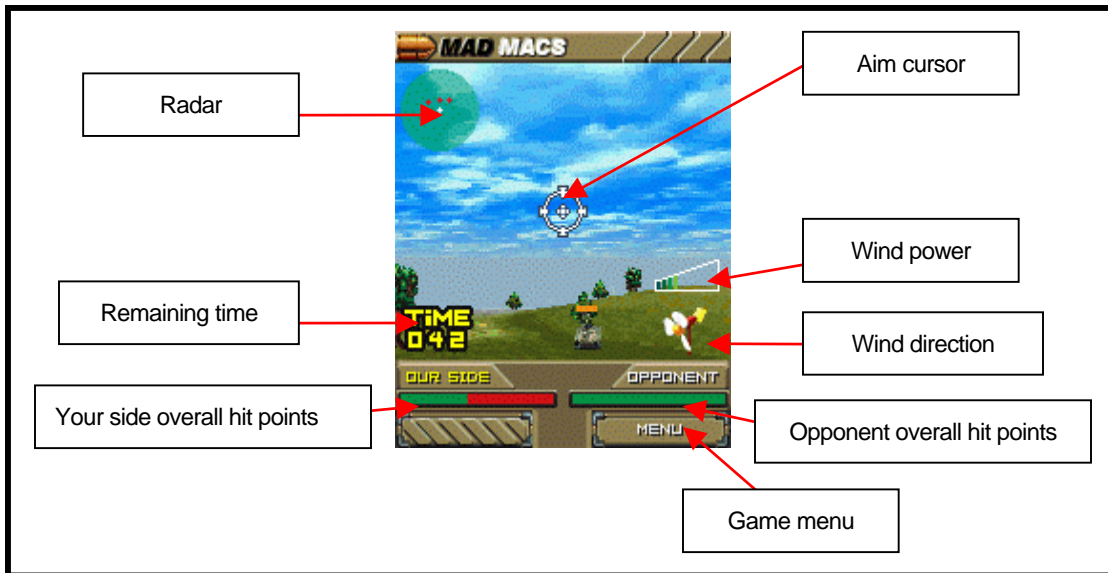 MAD MACS
Aim cursor
Radar
Wind power
Remaining time
TIME
042
Wind direction
OUR SIDE
OPPONENT
Your side overall hit points
Opponent overall hit points
MENU
Game menu